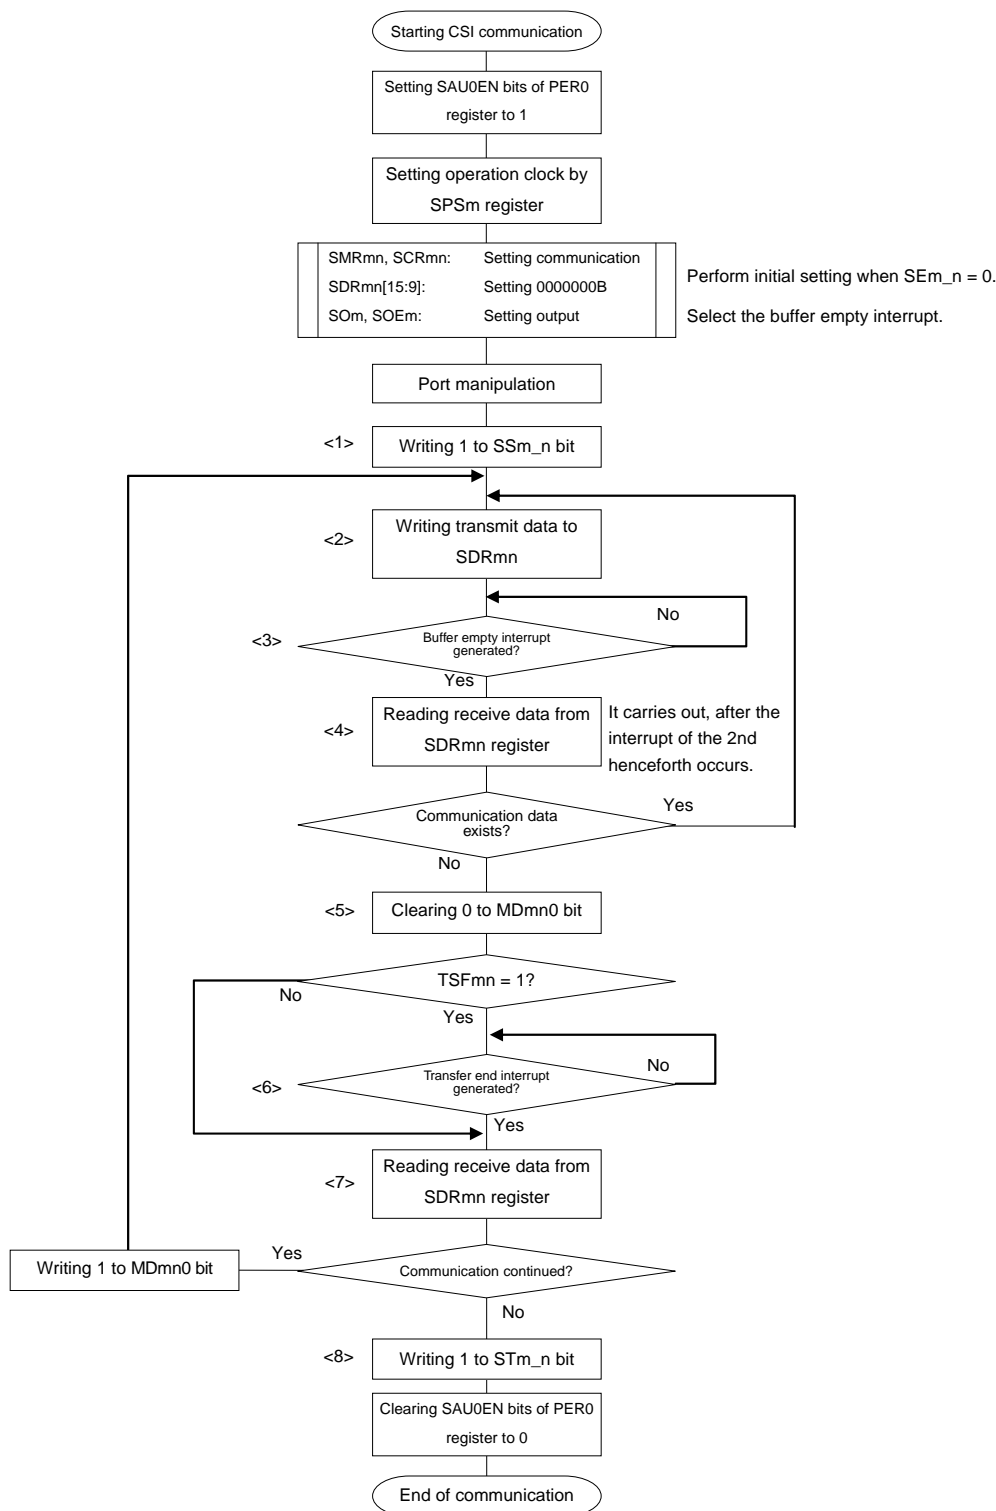 Starting CSI communication
Setting SAU0EN bits of PER0
register to 1
Setting operation clock by
SPSm register
SMRmn, SCRmn: Setting communication
SDRmn[15:9]: Setting 0000000B
SOm, SOEm: Setting output
Perform initial setting when SEm_n = 0.
Select the buffer empty interrupt.
Port manipulation
<1>
Writing 1 to SSm_n bit
<2>
Writing transmit data to
SDRmn
No
<3>
Buffer empty interrupt
generated?
Yes
<4>
Reading receive data from
SDRmn register
It carries out, after the
interrupt of the 2nd
henceforth occurs.
Communication data
exists?
Yes
No
<5>
Clearing 0 to MDmn0 bit
TSFmn = 1?
No
Yes
<6>
Transfer end interrupt
generated?
No
Yes
<7>
Reading receive data from
SDRmn register
Writing 1 to MDmn0 bit
Yes
Communication continued?
No
<8>
Writing 1 to STm_n bit
Clearing SAU0EN bits of PER0
register to 0
End of communication